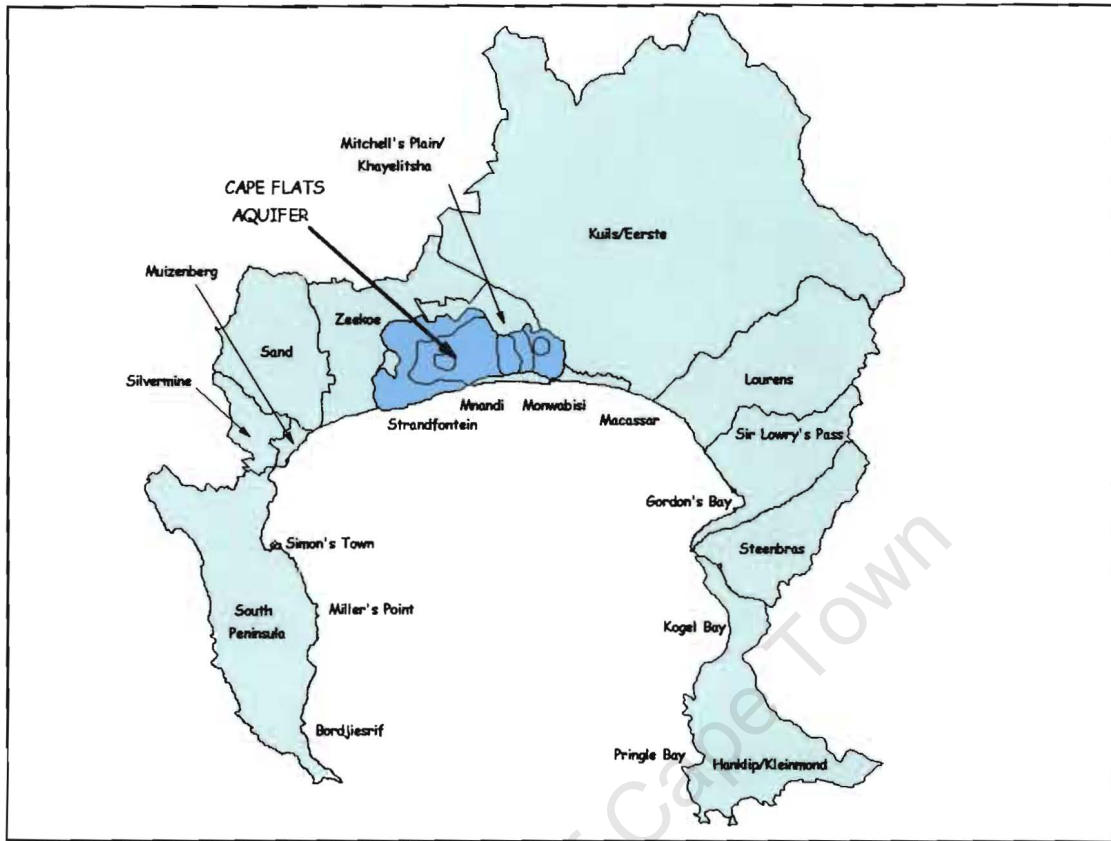 Mitchell's Plain/
Khayelitsha
CAPE FLATS
AQUIFER
Kuils/Eerste
Muizenberg
Zeekoe
Sand
Silvermine
Lourens
Mnandi
Monwabisi
Macassar
Strandfontein
Sir Lowry's Pass
Gordon's Bay
Simon's Town
Steenbras
South
Peninsula
Miller's Point
Kogel Bay
Bordjiesrif
Pringle Bay
Hanklip/Kleinmond
f Cape Town